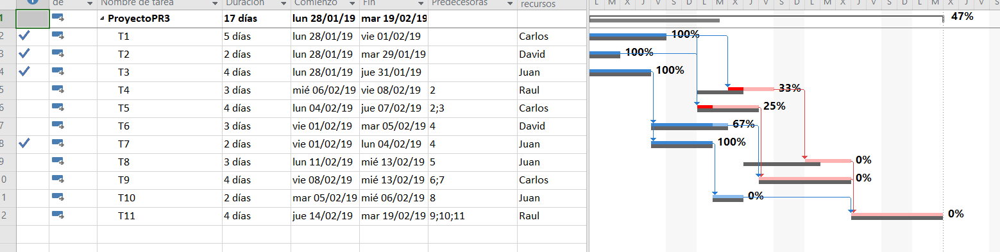 de Nombre de tarea Duración Comienzo Fin Predecesoras recursos L M X J V S D L M X J V S D L M X J V S D L M
1 ProyectoPR3 17 días lun 28/01/19 mar 19/02/19 47%
2 T1 5 días lun 28/01/19 vie 01/02/19 Carlos 100%
3 T2 2 días lun 28/01/19 mar 29/01/19 David 100%
4 T3 4 días lun 28/01/19 jue 31/01/19 Juan 100%
5 T4 3 días mié 06/02/19 vie 08/02/19 2 Raul 33%
6 T5 4 días lun 04/02/19 jue 07/02/19 2;3 Carlos 25%
7 T6 3 días vie 01/02/19 mar 05/02/19 4 David 67%
8 T7 2 días vie 01/02/19 lun 04/02/19 4 Juan 100%
9 T8 3 días lun 11/02/19 mié 13/02/19 5 Juan 0%
0 T9 4 días vie 08/02/19 mié 13/02/19 6;7 Carlos 0%
1 T10 2 días mar 05/02/19 mié 06/02/19 8 Juan 0%
2 T11 4 días jue 14/02/19 mar 19/02/19 9;10;11 Raul 0%